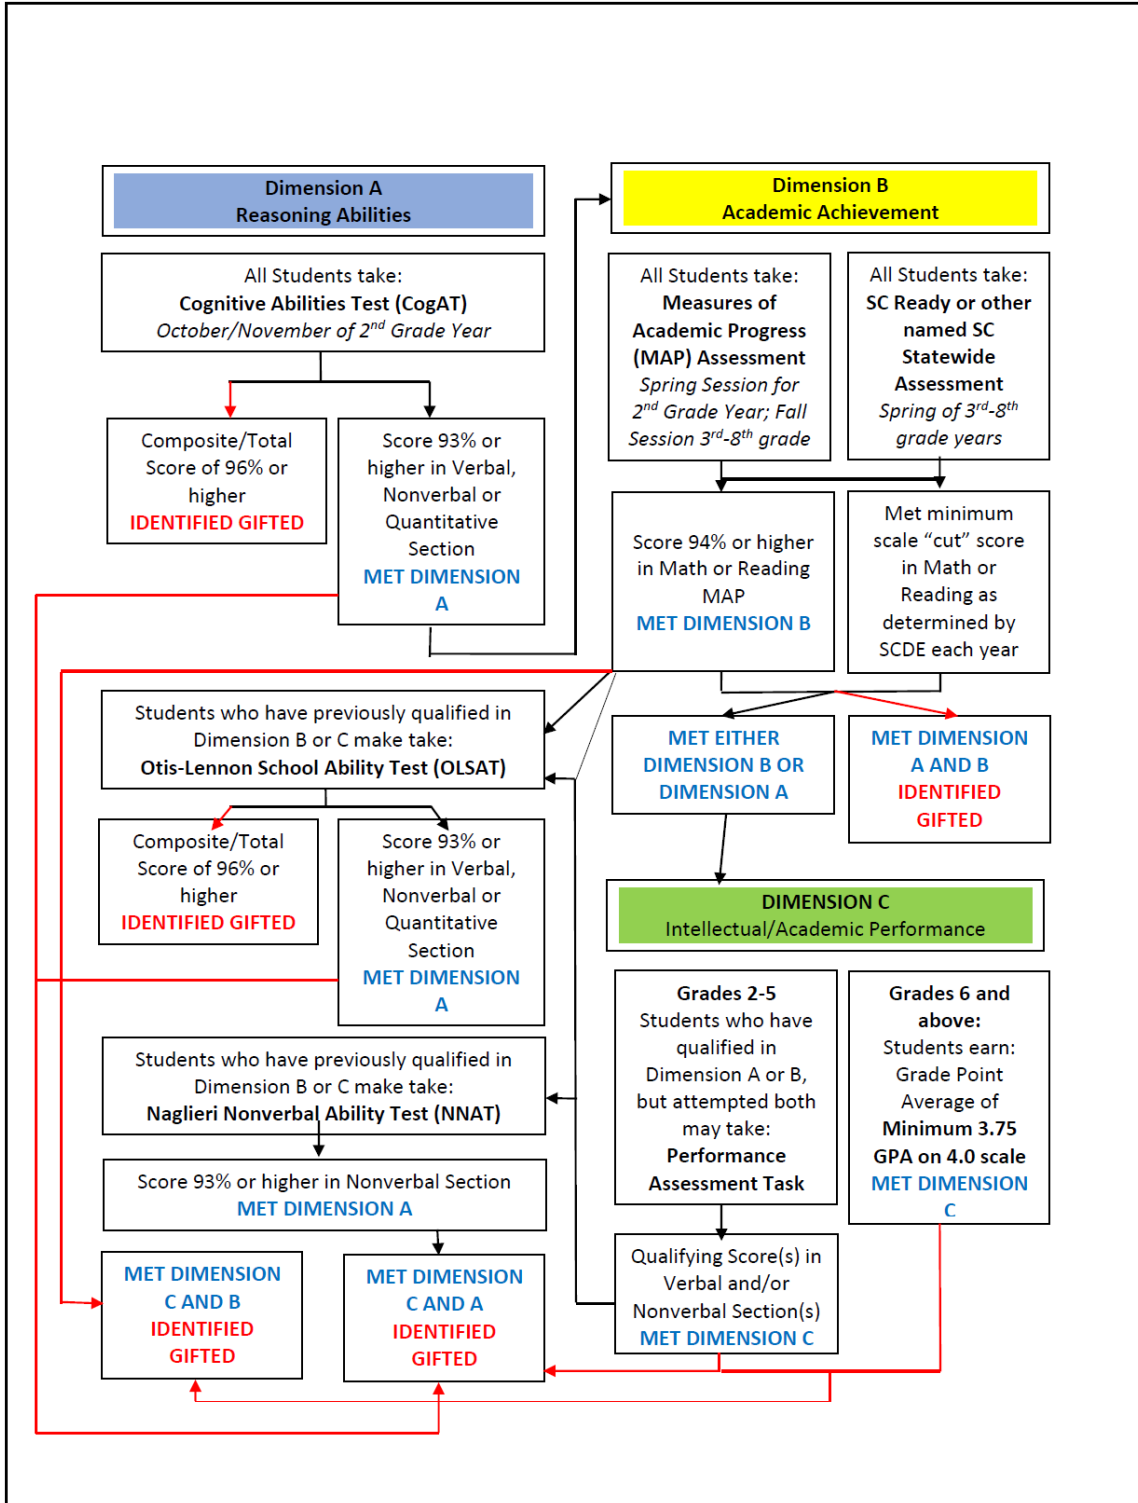 Dimension A
Reasoning Abilities
All Students take:
Cognitive Abilities Test (CogAT)
October/November of 2nd Grade Year
Composite/Total
Score of 96% or
higher
IDENTIFIED GIFTED
Score 93% or
higher in Verbal,
Nonverbal or
Quantitative
Section
MET DIMENSION
A
Dimension B
Academic Achievement
All Students take:
Measures of
Academic Progress
(MAP) Assessment
Spring Session for
2nd Grade Year; Fall
Session 3rd-8th grade
All Students take:
SC Ready or other
named SC
Statewide
Assessment
Spring of 3rd-8th
grade years
Score 94% or higher
in Math or Reading
MAP
MET DIMENSION B
Met minimum
scale “cut” score
in Math or
Reading as
determined by
SCDE each year
Students who have previously qualified in
Dimension B or C make take:
Otis-Lennon School Ability Test (OLSAT)
Composite/Total
Score of 96% or
higher
IDENTIFIED GIFTED
Score 93% or
higher in Verbal,
Nonverbal or
Quantitative
Section
MET DIMENSION
A
MET EITHER
DIMENSION B OR
DIMENSION A
MET DIMENSION
A AND B
IDENTIFIED
GIFTED
DIMENSION C
Intellectual/Academic Performance
Grades 2-5
Students who have
qualified in
Dimension A or B,
but attempted both
may take:
Performance
Assessment Task
Grades 6 and
above:
Students earn:
Grade Point
Average of
Minimum 3.75
GPA on 4.0 scale
MET DIMENSION
C
Students who have previously qualified in
Dimension B or C make take:
Naglieri Nonverbal Ability Test (NNAT)
Score 93% or higher in Nonverbal Section
MET DIMENSION A
MET DIMENSION
C AND B
IDENTIFIED
GIFTED
MET DIMENSION
C AND A
IDENTIFIED
GIFTED
Qualifying Score(s) in
Verbal and/or
Nonverbal Section(s)
MET DIMENSION C